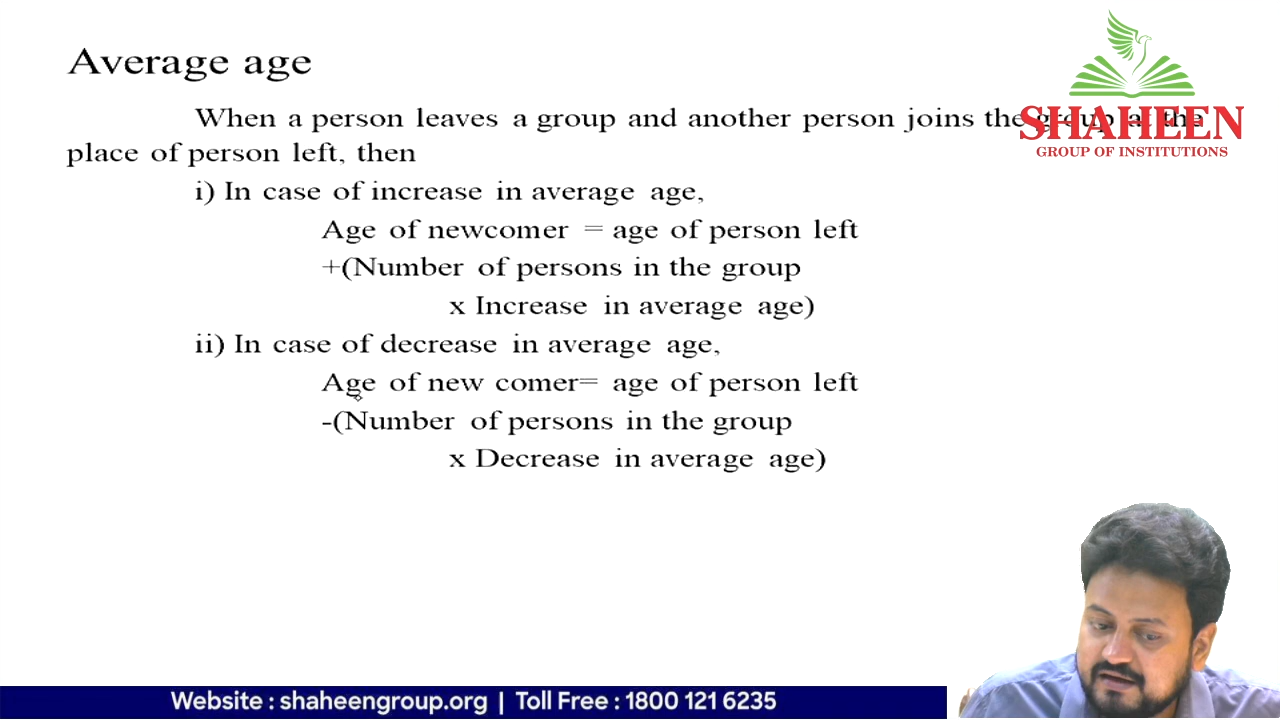 Average age
SHAHEEN
GROUP OF INSTITUTIONS
When a person leaves a group and another person joins the group at the
place of person left, then
i) In case of increase in average age,
Age of newcomer = age of person left
+(Number of persons in the group
x Increase in average age)
ii) In case of decrease in average age,
Age of new comer= age of person left
-(Number of persons in the group
x Decrease in average age)
Website : shaheengroup.org | Toll Free : 1800 121 6235